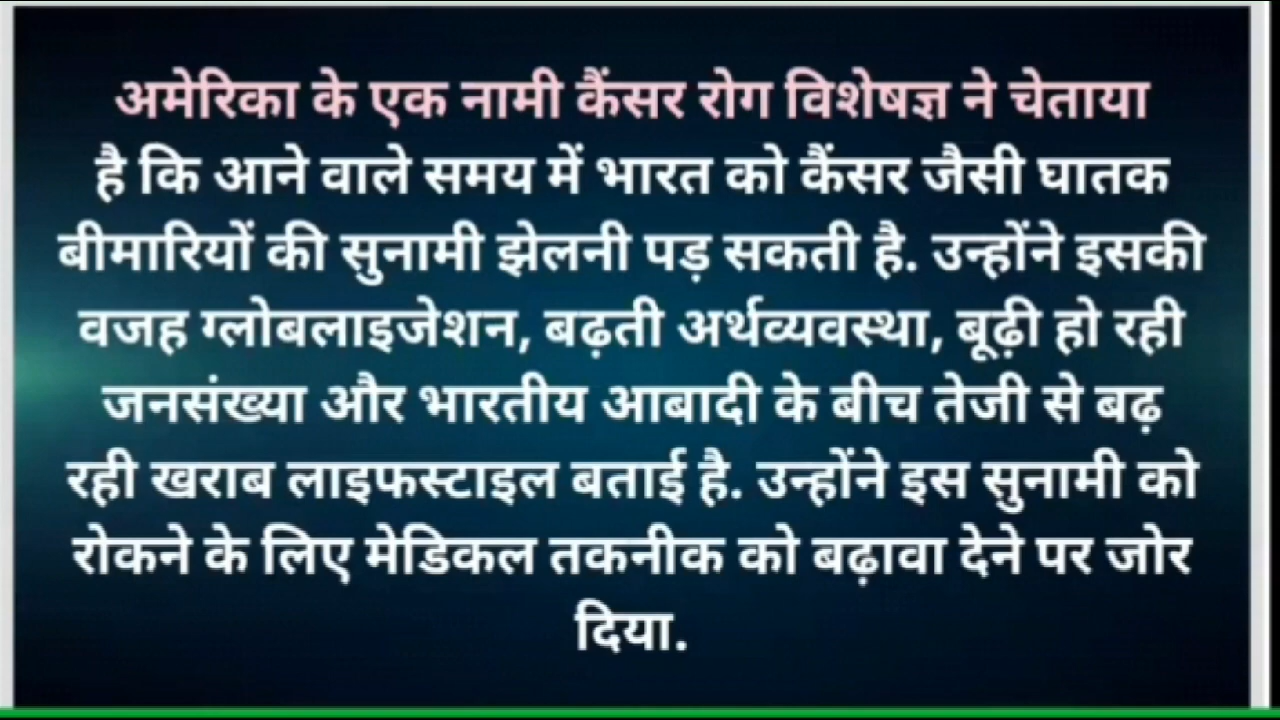 अमेरिका के एक नामी कैंसर रोग विशेषज्ञ ने चेताया
है कि आने वाले समय में भारत को कैंसर जैसी घातक
बीमारियों की सुनामी झेलनी पड़ सकती है. उन्होंने इसकी
वजह ग्लोबलाइजेशन, बढ़ती अर्थव्यवस्था, बूढ़ी हो रही
जनसंख्या और भारतीय आबादी के बीच तेजी से बढ़
रही खराब लाइफस्टाइल बताई है. उन्होंने इस सुनामी को
रोकने के लिए मेडिकल तकनीक को बढ़ावा देने पर जोर
दिया.